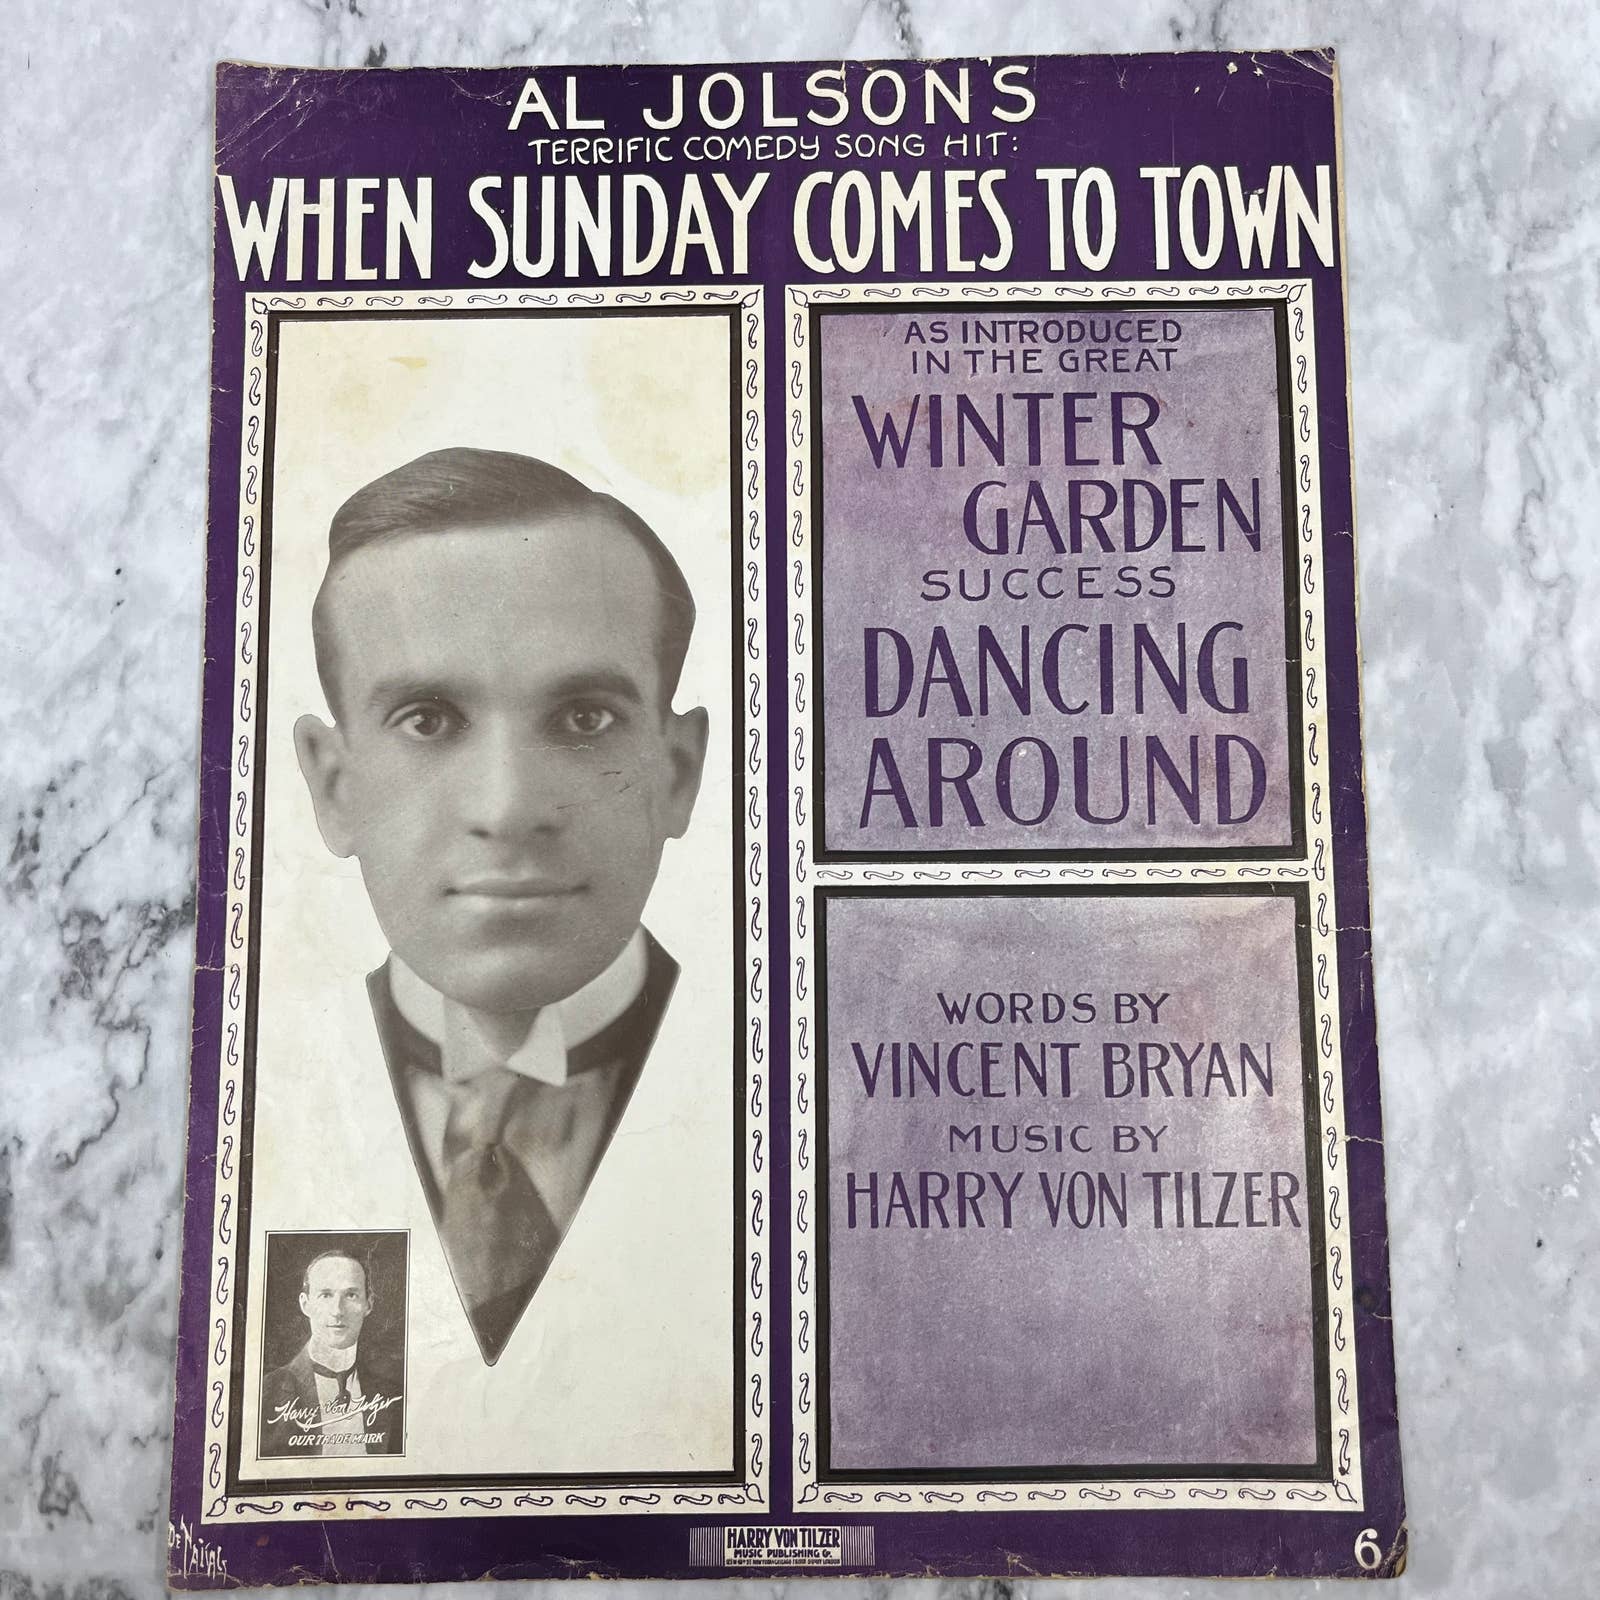 AL JOLSON'S
TERRIFIC COMEDY SONG HIT:
WHEN SUNDAY COMES TO TOWN
AS INTRODUCED
IN THE GREAT
WINTER
GARDEN
SUCCESS
DANCING
AROUND
WORDS BY
VINCENT BRYAN
MUSIC BY
HARRY VON TILZER
Harry Von Tilzer
OUR TRADE MARK
HARRY VON TILZER
MUSIC PUBLISHING Co.
6